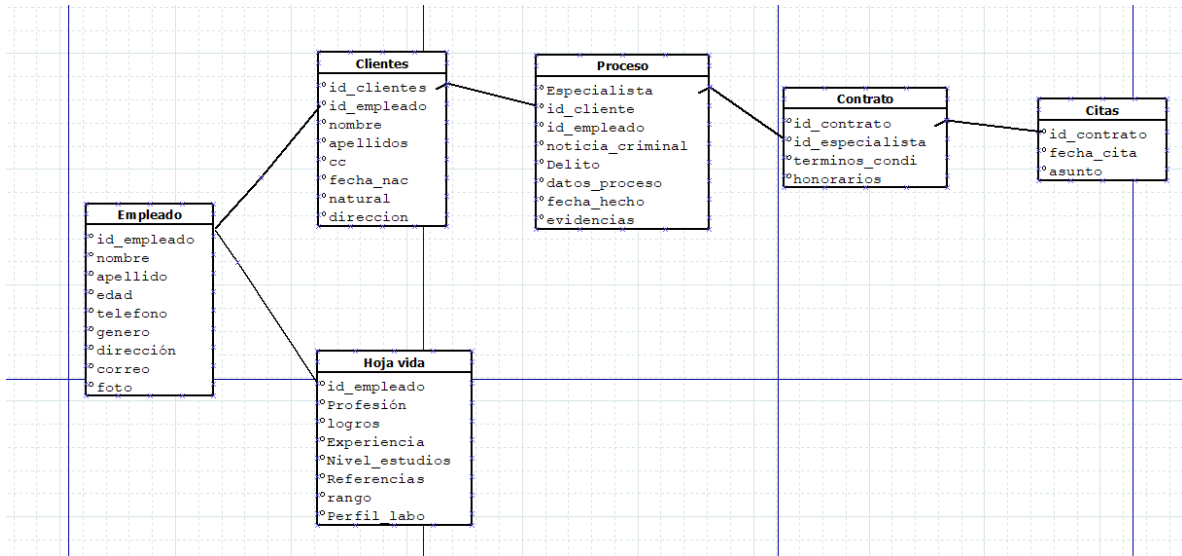 Clientes
id_clientes
id_empleado
nombre
apellidos
cc
fecha_nac
natural
direccion
Proceso
Especialista
id_cliente
id_empleado
noticia_criminal
Delito
datos_proceso
fecha_hecho
evidencias
Contrato
id_contrato
id_especialista
terminos_condi
honorarios
Citas
id_contrato
fecha_cita
asunto
Empleado
id_empleado
nombre
apellido
edad
telefono
genero
dirección
correo
foto
Hoja vida
id_empleado
Profesión
logros
Experiencia
Nivel_estudios
Referencias
rango
Perfil_labo